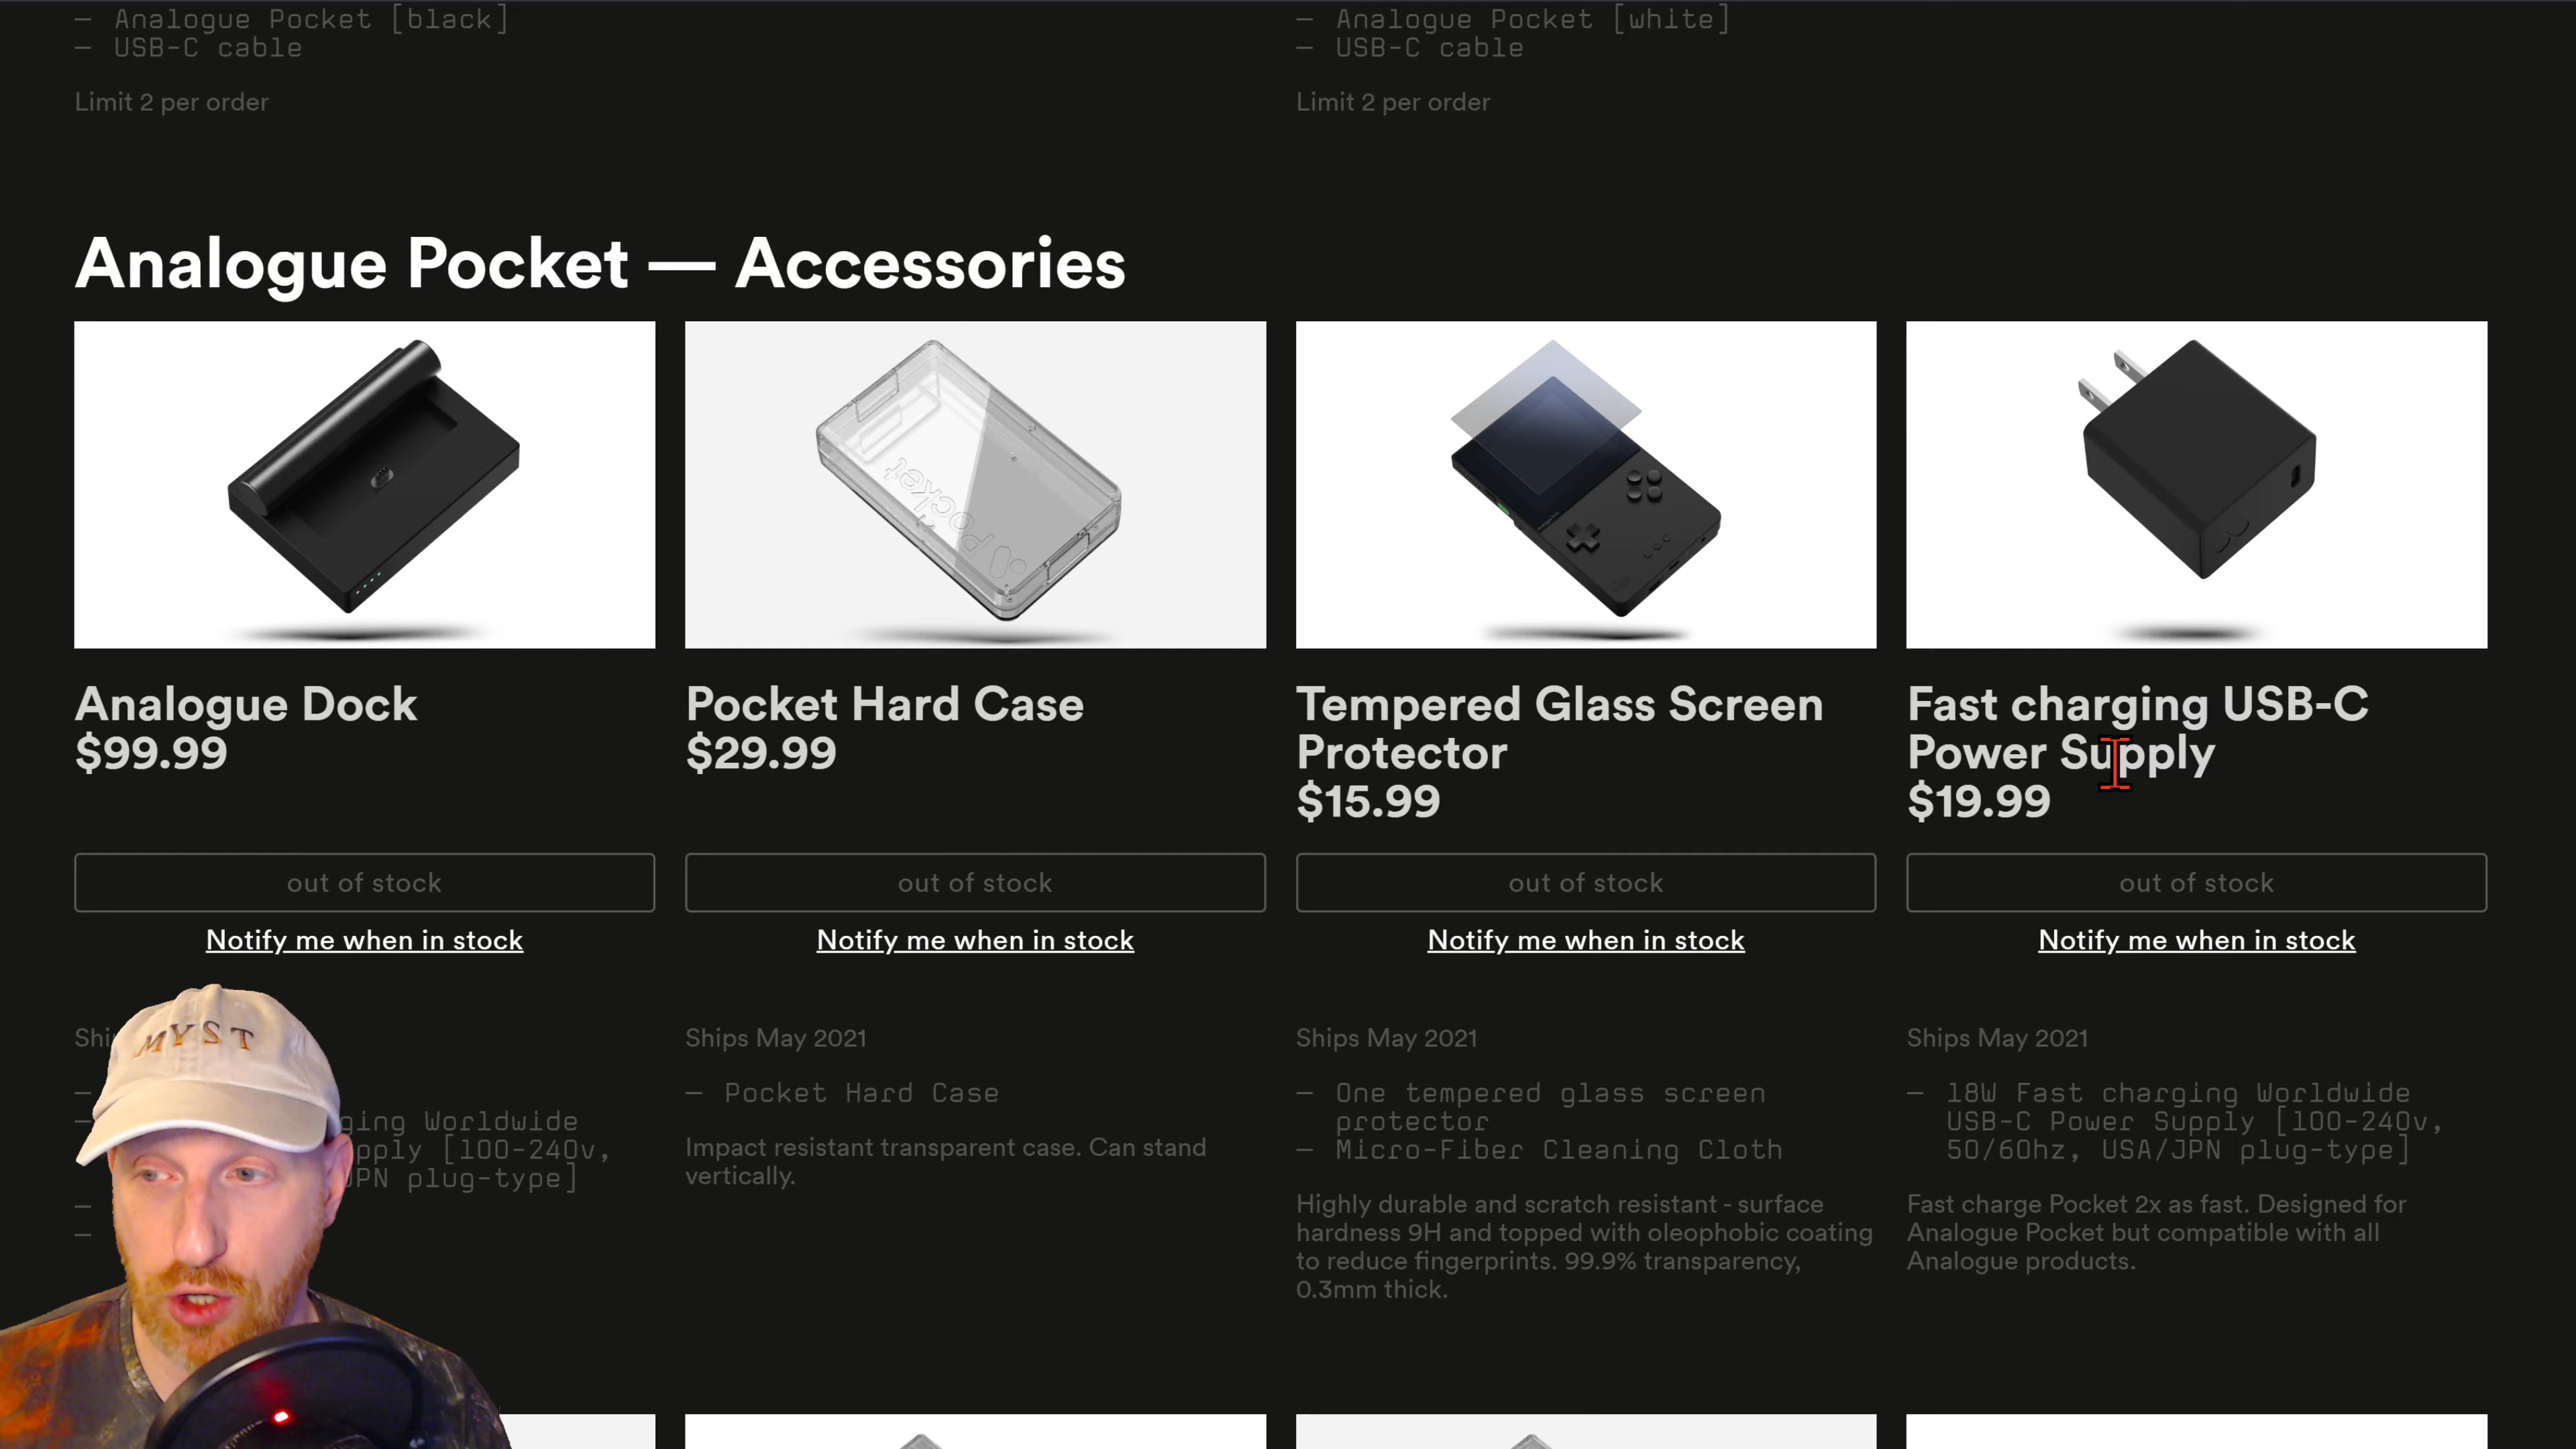 — Analogue Pocket [black]
— USB-C cable
Limit 2 per order
— Analogue Pocket [white]
— USB-C cable
Limit 2 per order
Analogue Pocket — Accessories
Pocket
Analogue Dock
$99.99
out of stock
Notify me when in stock
Pocket Hard Case
$29.99
out of stock
Notify me when in stock
Ships May 2021
— Pocket Hard Case
Impact resistant transparent case. Can stand
vertically.
Tempered Glass Screen
Protector
$15.99
out of stock
Notify me when in stock
Ships May 2021
— One tempered glass screen
protector
— Micro-Fiber Cleaning Cloth
Highly durable and scratch resistant - surface
hardness 9H and topped with oleophobic coating
to reduce fingerprints. 99.9% transparency,
0.3mm thick.
Fast charging USB-C
Power Supply
$19.99
out of stock
Notify me when in stock
Ships May 2021
— 18W Fast charging Worldwide
USB-C Power Supply [100-240v,
50/60hz, USA/JPN plug-type]
Fast charge Pocket 2x as fast. Designed for
Analogue Pocket but compatible with all
Analogue products.
MYST
Worldwide
[100-240v,
plug-type]